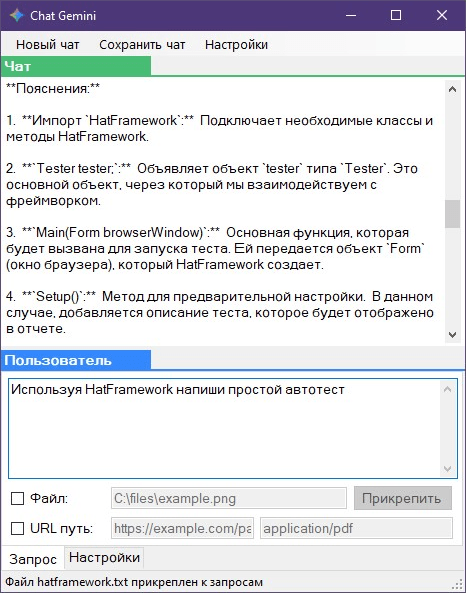 Chat Gemini
Новый чат Сохранить чат Настройки
Чат
**Пояснения:**
1. **Импорт `HatFramework`:** Подключает необходимые классы и
методы HatFramework.
2. **`Tester tester;`:** Объявляет объект `tester` типа `Tester`. Это
основной объект, через который мы взаимодействуем с
фреймворком.
3. **`Main(Form browserWindow)`:** Основная функция, которая
будет вызвана для запуска теста. Ей передается объект `Form`
(окно браузера), который HatFramework создает.
4. **`Setup()`:** Метод для предварительной настройки. В данном
случае, добавляется описание теста, которое будет отображено
в отчете.
Пользователь
Используя HatFramework напиши простой автотест
Файл: C:\files\example.png Прикрепить
URL путь: https://example.com/pa application/pdf
Запрос Настройки
Файл hatframework.txt прикреплен к запросам